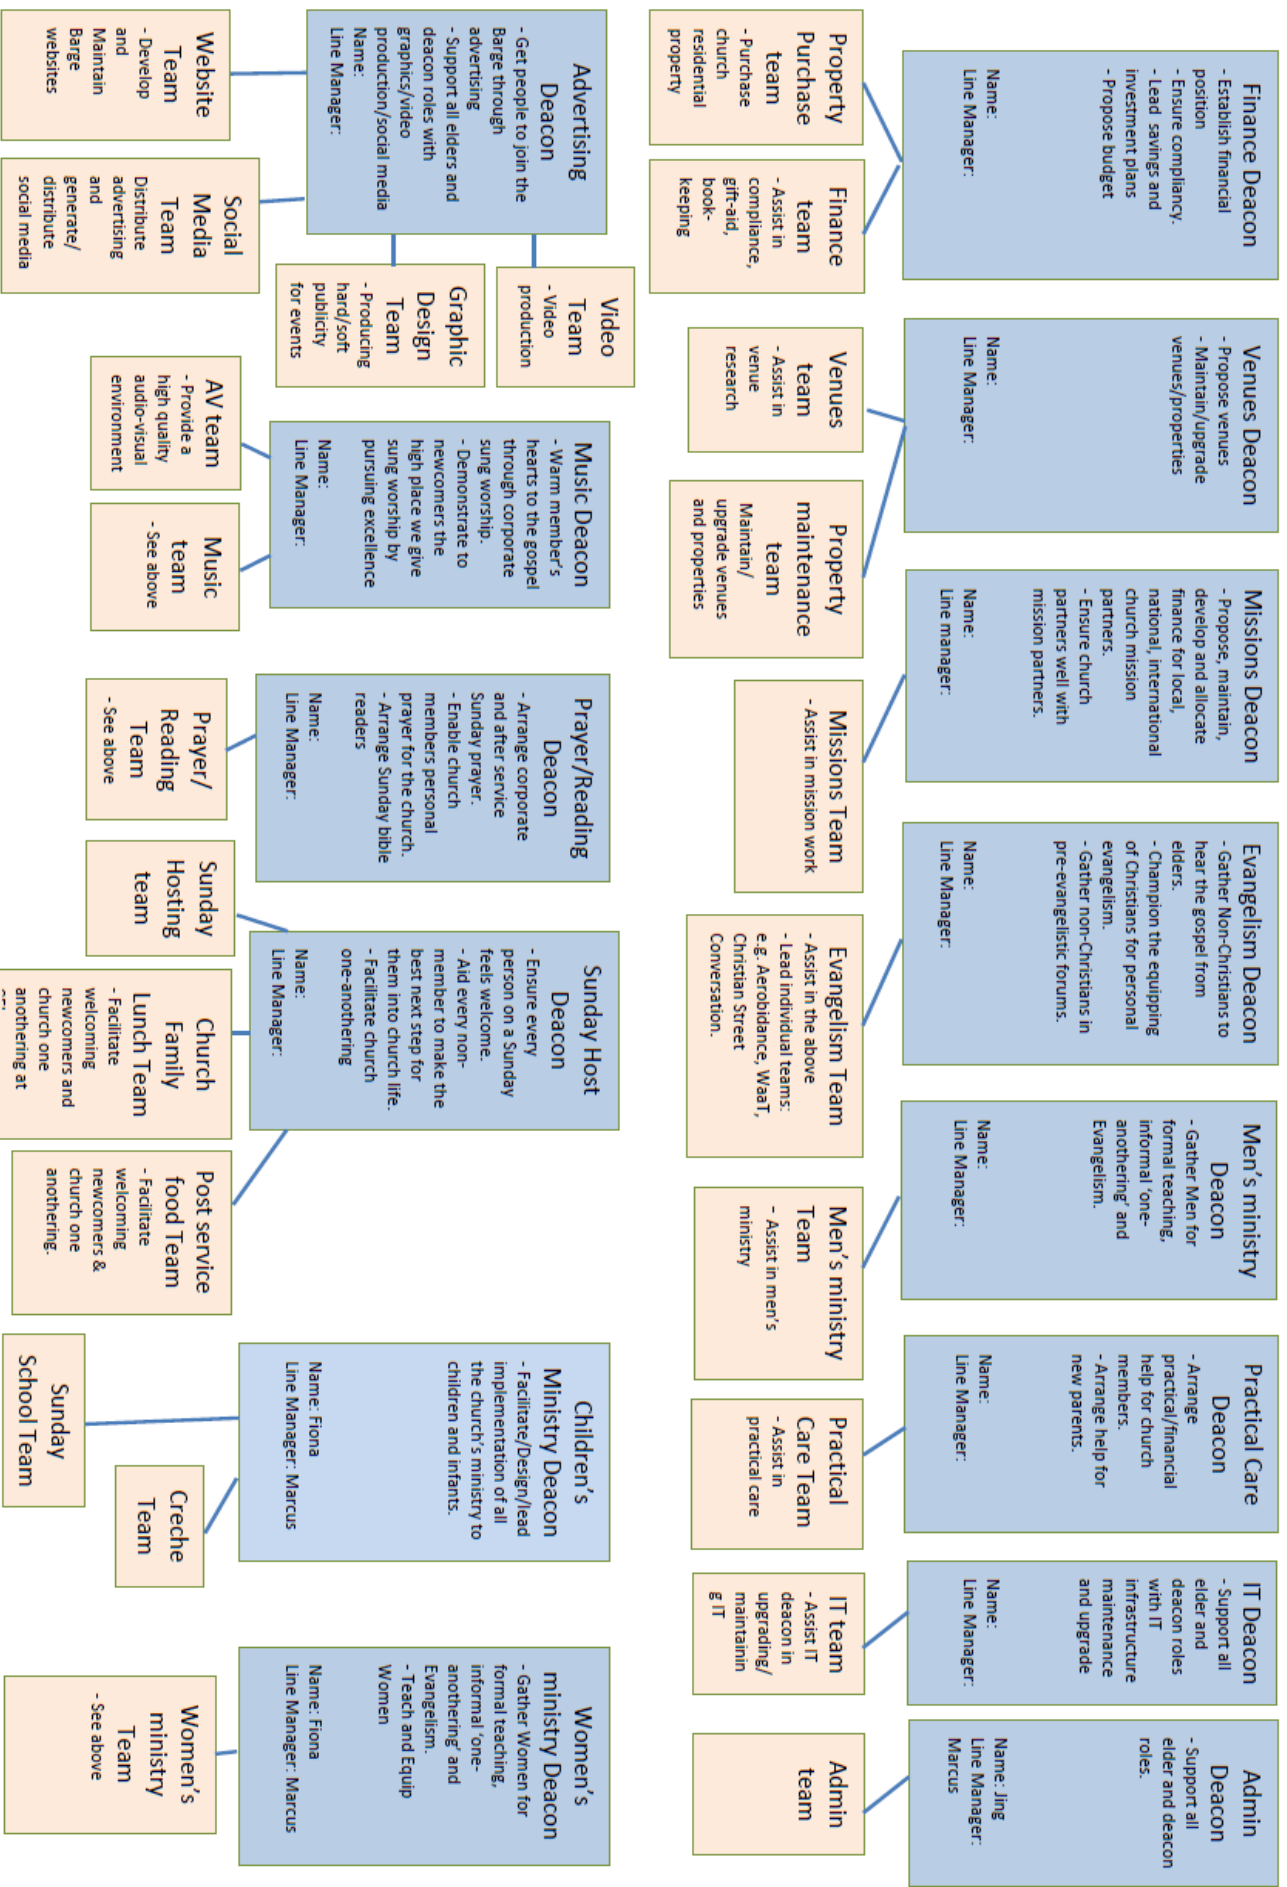 Finance Deacon
- Establish financial
position
- Ensure compliancy.
- Lead savings and
investment plans
- Propose budget
Name:
Line Manager:
Venues Deacon
- Propose venues
- Maintain/upgrade
venues/properties
Name:
Line Manager:
Missions Deacon
- Propose, maintain,
develop and allocate
finance for local,
national, international
church mission
partners.
- Ensure church
partners well with
mission partners.
Name:
Line manager:
Evangelism Deacon
- Gather Non-Christians to
hear the gospel from
elders.
- Champion the equipping
of Christians for personal
evangelism.
- Gather non-Christians in
pre-evangelistic forums.
Name:
Line Manager:
Men's ministry
Deacon
- Gather Men for
formal teaching,
informal 'one-
anothering' and
Evangelism.
Name:
Line Manager:
Practical Care
Deacon
- Arrange
practical/financial
help for church
members.
- Arrange help for
new parents.
Name:
Line Manager:
IT Deacon
- Support all
elder and
deacon roles
with IT
infrastructure
maintenance
and upgrade
Name:
Line Manager:
Admin
Deacon
- Support all
elder and deacon
roles.
Name: Jing
Line Manager:
Marcus
Property
Purchase
team
- Purchase
church
residential
property
Finance
team
- Assist in
compliance,
gift-aid,
book-
keeping
Venues
team
- Assist in
venue
research
Property
maintenance
team
Maintain/
upgrade venues
and properties
Missions Team
- Assist in mission work
Evangelism Team
- Assist in the above
- Lead individual teams:
e.g. Aerobidance, WaaT,
Christian Street
Conversation.
Men's ministry
Team
- Assist in men's
ministry
Practical
Care Team
- Assist in
practical care
IT team
- Assist IT
deacon in
upgrading/
maintainin
g IT
Admin
team
Advertising
Deacon
- Get people to join the
Barge through
advertising
- Support all elders and
deacon roles with
graphics/video
production/social media
Name:
Line Manager:
Video
Team
- Video
production
Graphic
Design
Team
- Producing
hard/soft
publicity
for events
Website
Team
- Develop
and
Maintain
Barge
websites
Social
Media
Team
Distribute
advertising
and
generate/
distribute
social media
Music Deacon
- Warm member's
hearts to the gospel
through corporate
sung worship.
- Demonstrate to
newcomers the
high place we give
sung worship by
pursuing excellence
Name:
Line Manager:
AV team
- Provide a
high quality
audio-visual
environment
Music
team
- See above
Prayer/Reading
Deacon
- Arrange corporate
and after service
Sunday prayer.
- Enable church
members personal
prayer for the church.
- Arrange Sunday bible
readers
Name:
Line Manager:
Prayer/
Reading
Team
- See above
Sunday Host
Deacon
- Ensure every
person on a Sunday
feels welcome.
- Aid every non-
member to make the
best next step for
them into church life.
- Facilitate church
one-anothering
Name:
Line Manager:
Sunday
Hosting
team
Church
Family
Lunch Team
- Facilitate
welcoming
newcomers and
church one
anothering at
Post service
food Team
- Facilitate
welcoming
newcomers &
church one
anothering.
Children's
Ministry Deacon
- Facilitate/Design/lead
implementation of all
the church's ministry to
children and infants.
Name: Fiona
Line Manager: Marcus
Creche
Team
Sunday
School Team
Women's
ministry Deacon
- Gather Women for
formal teaching,
informal 'one-
anothering' and
Evangelism.
- Teach and Equip
Women
Name: Fiona
Line Manager: Marcus
Women's
ministry
Team
- See above